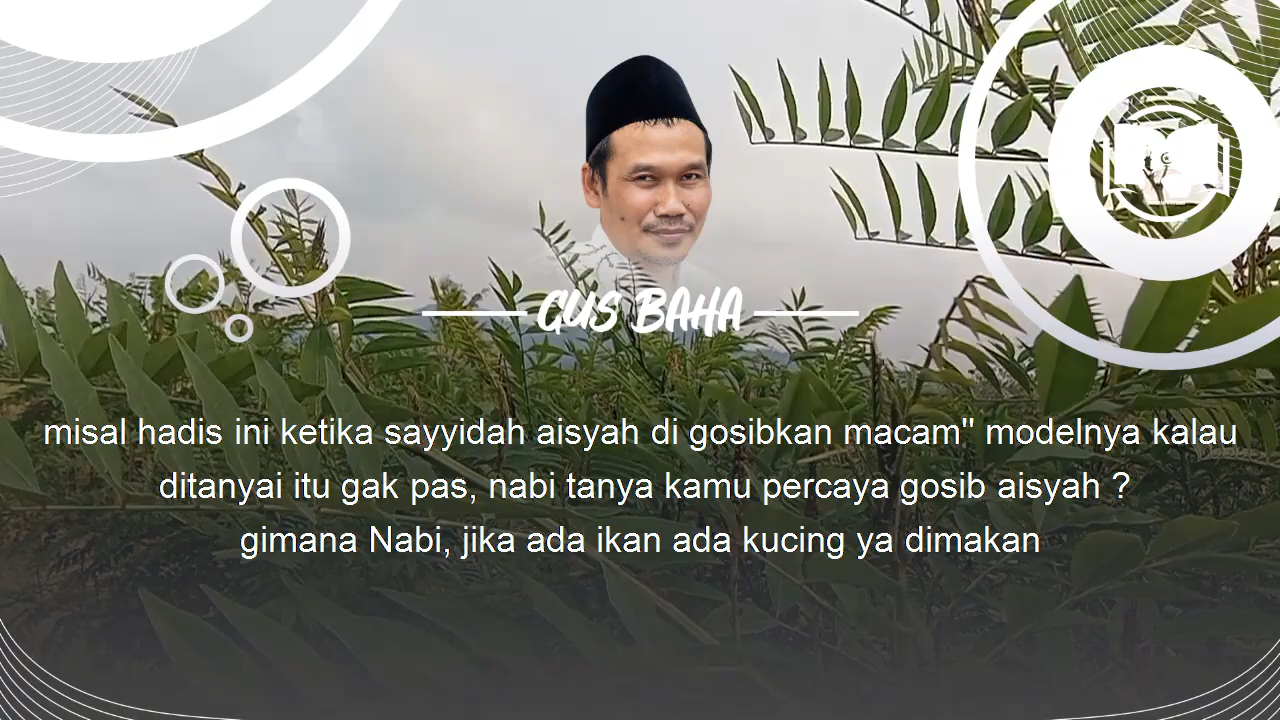 GUS BAHA
misal hadis ini ketika sayyidah aisyah di gosibkan macam" modelnya kalau
ditanyai itu gak pas, nabi tanya kamu percaya gosib aisyah ?
gimana Nabi, jika ada ikan ada kucing ya dimakan